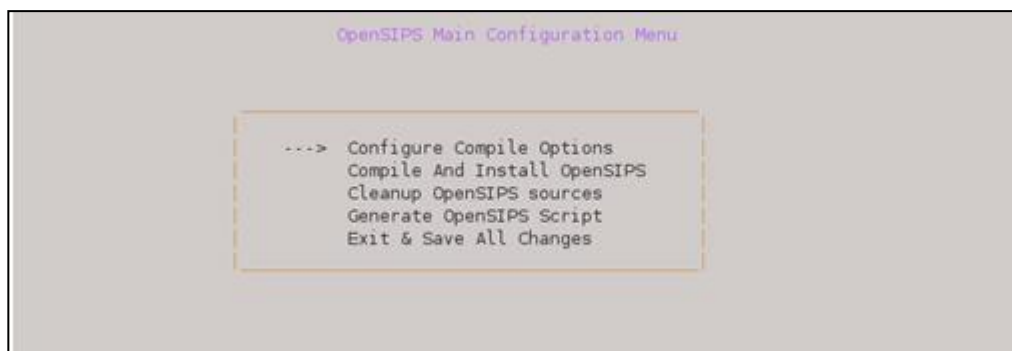 OpenSIPS Main Configuration Menu
---> Configure Compile Options
Compile And Install OpenSIPS
Cleanup OpenSIPS sources
Generate OpenSIPS Script
Exit & Save All Changes